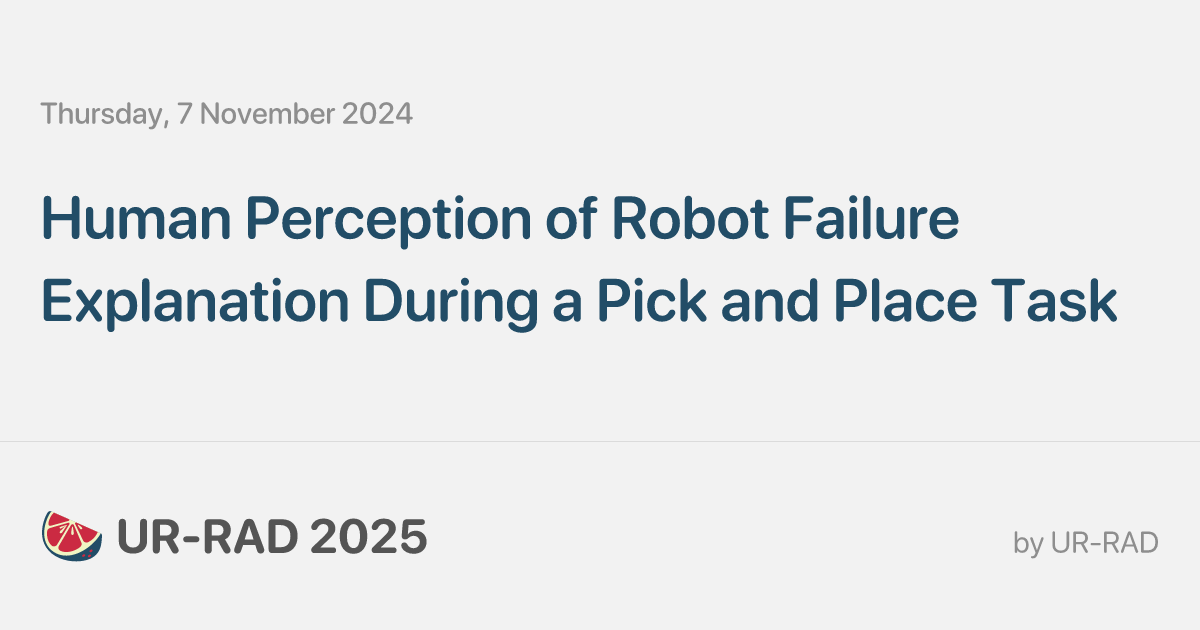 Thursday, 7 November 2024
Human Perception of Robot Failure
Explanation During a Pick and Place Task
UR-RAD 2025
by UR-RAD